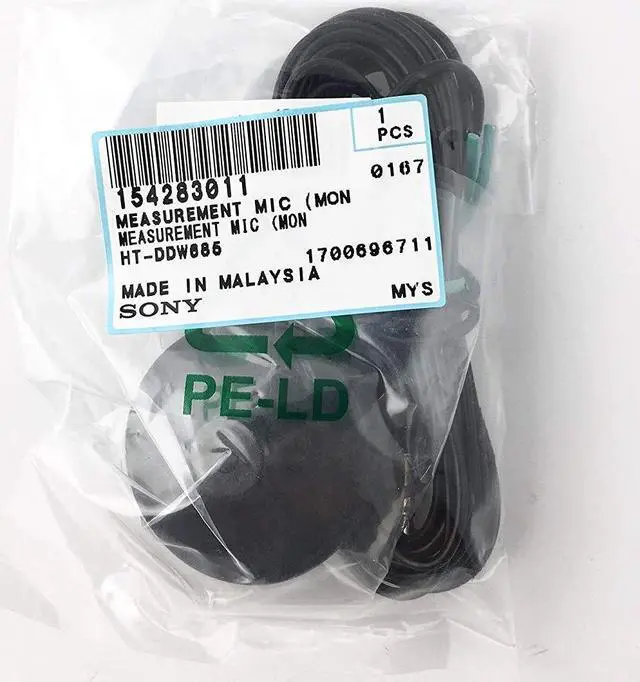 1
PCS
154283011
0167
MEASUREMENT MIC (MON
MEASUREMENT MIC (MON
HT-DDW685
1700696711
MADE IN MALAYSIA
SONY
MYS
PE-LD